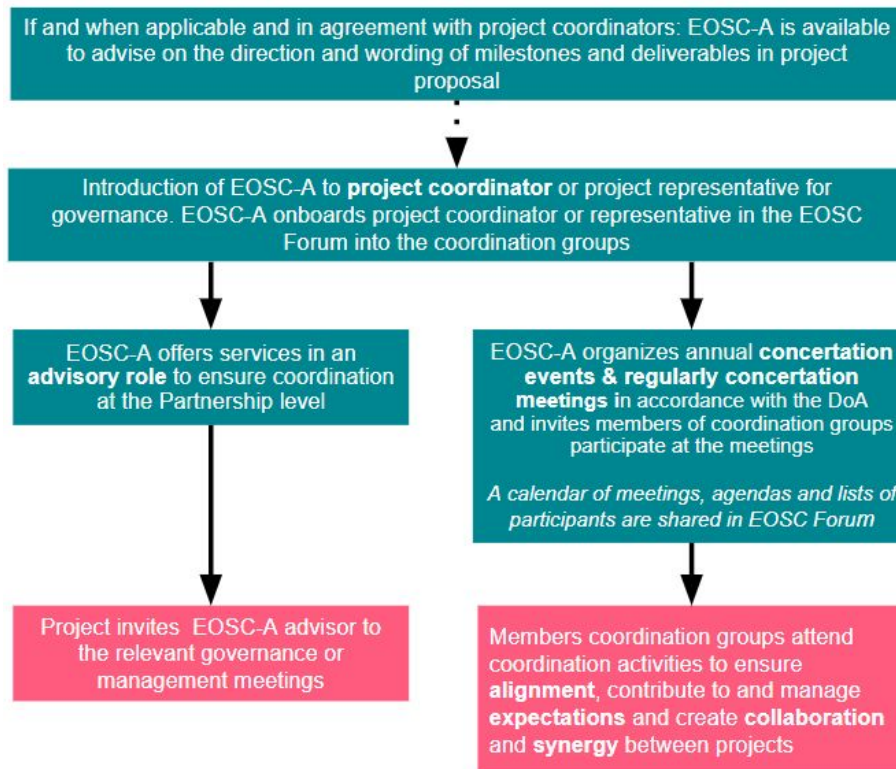 If and when applicable and in agreement with project coordinators: EOSC-A is available
to advise on the direction and wording of milestones and deliverables in project
proposal
Introduction of EOSC-A to project coordinator or project representative for
governance. EOSC-A onboards project coordinator or representative in the EOSC
Forum into the coordination groups
EOSC-A offers services in an
advisory role to ensure coordination
at the Partnership level
EOSC-A organizes annual concertation
events & regularly concertation
meetings in accordance with the DoA
and invites members of coordination groups
participate at the meetings
A calendar of meetings, agendas and lists of
participants are shared in EOSC Forum
Project invites EOSC-A advisor to
the relevant governance or
management meetings
Members coordination groups attend
coordination activities to ensure
alignment, contribute to and manage
expectations and create collaboration
and synergy between projects